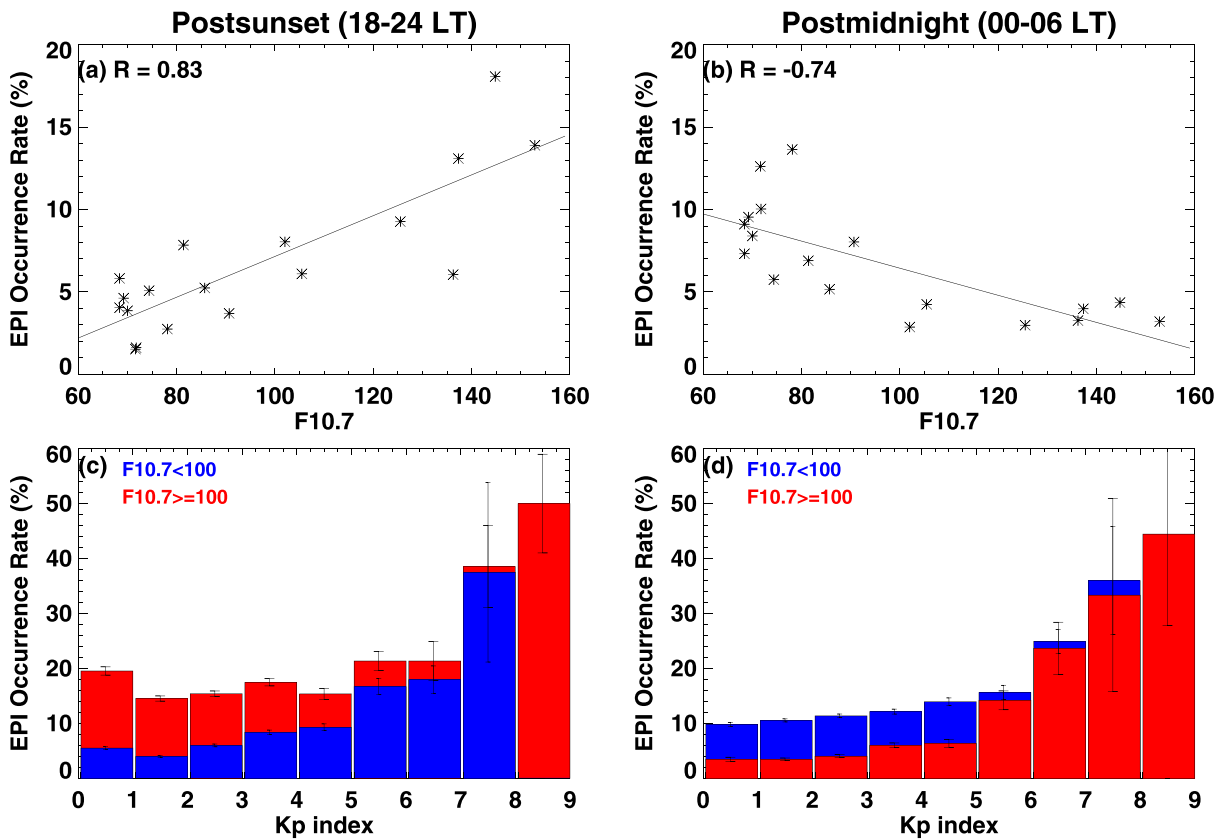 Postsunset (18-24 LT)
(a) R = 0.83
EPI Occurrence Rate (%)
20
15
10
5
0
60 80 100 120 140 160
F10.7
Postmidnight (00-06 LT)
(b) R = -0.74
EPI Occurrence Rate (%)
20
15
10
5
0
60 80 100 120 140 160
F10.7
(c)
F10.7<100
F10.7>=100
EPI Occurrence Rate (%)
60
50
40
30
20
10
0
0 1 2 3 4 5 6 7 8 9
Kp index
(d)
F10.7<100
F10.7>=100
EPI Occurrence Rate (%)
60
50
40
30
20
10
0
0 1 2 3 4 5 6 7 8 9
Kp index